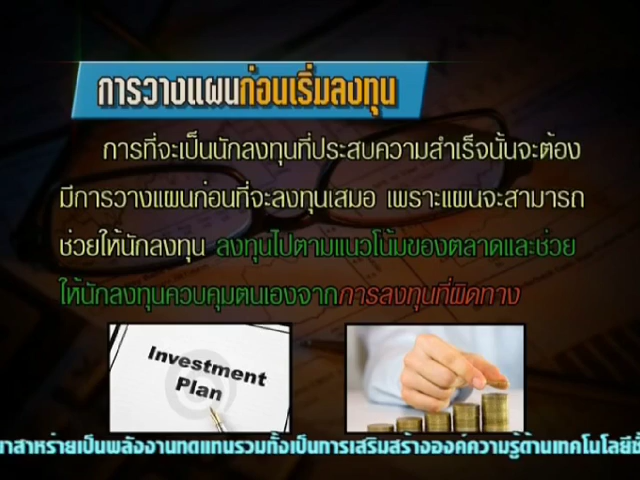 การวางแผนก่อนเริ่มลงทุน
การที่จะเป็นนักลงทุนที่ประสบความสำเร็จนั้นจะต้อง
มีการวางแผนก่อนที่จะลงทุนเสมอ เพราะแผนจะสามารถ
ช่วยให้นักลงทุน ลงทุนไปตามแนวโน้มของตลาดและช่วย
ให้นักลงทุนควบคุมตนเองจากการลงทุนที่ผิดทาง
Investment
Plan
สาหร่ายเป็นพลังงานทดแทนรวมทั้งเป็นการเสริมสร้างองค์ความรู้ด้านเทคโนโลยี